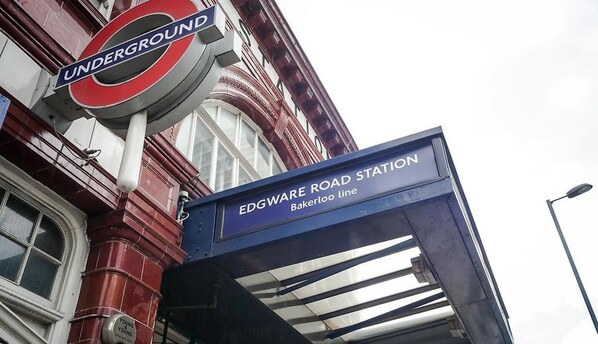 UNDERGROUND
EDGWARE ROAD STATION
Bakerloo line